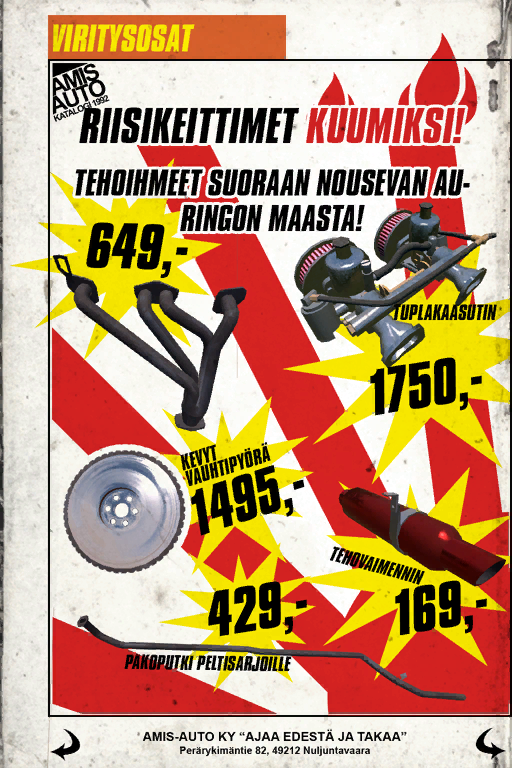 VIRITYSOSAT
AMIS
AUTO
KATALOGI 1992
RIISIKEITTIMET KUUMIKSI!
TEHOIHMEET SUORAAN NOUSEVAN AU-
RINGON MAASTA!
649,-
TUPLAKAASUTIN
1750,-
KEVYT
VAUHTIPYÖRÄ
1495,-
TEHOVAIMENNIN
169,-
429,-
PAKOPUTKI PELTISARJOILLE
AMIS-AUTO KY “AJAA EDESTÄ JA TAKAA”
Perärykimäntie 82, 49212 Nuljuntavaara